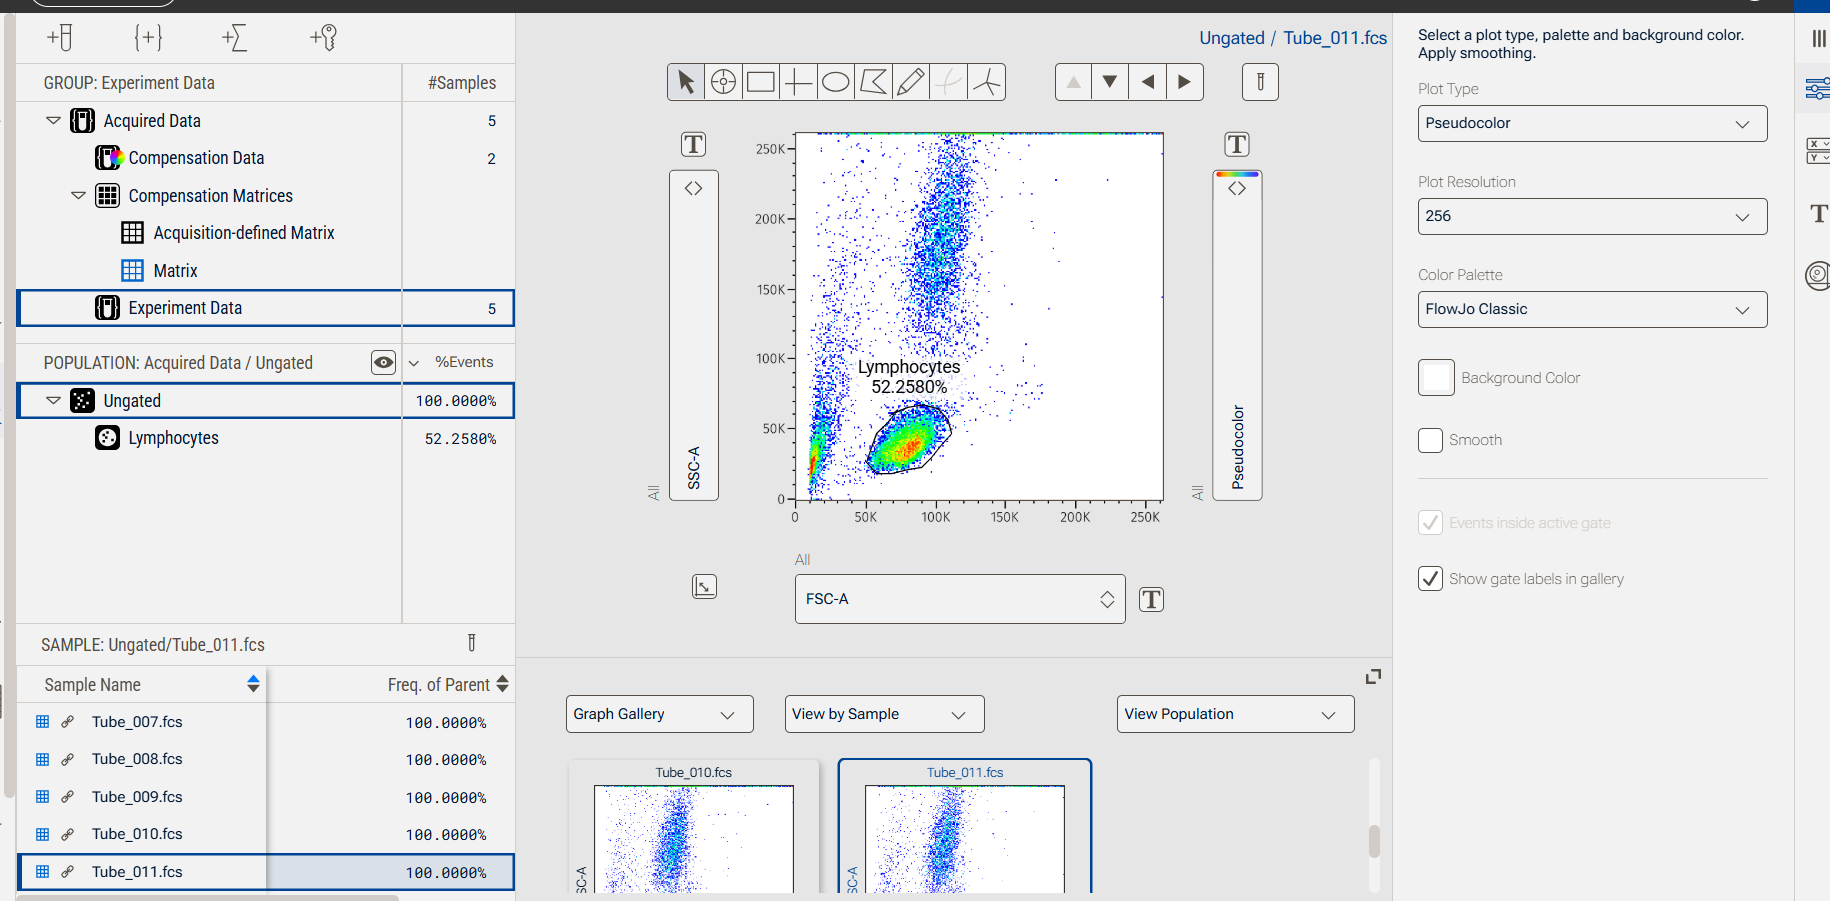 GROUP: Experiment Data #Samples
Acquired Data 5
Compensation Data 2
Compensation Matrices
Acquisition-defined Matrix
Matrix
Experiment Data 5
POPULATION: Acquired Data / Ungated %Events
Ungated 100.0000%
Lymphocytes 52.2580%
SAMPLE: Ungated/Tube_011.fcs
Sample Name Freq. of Parent
Tube_007.fcs 100.0000%
Tube_008.fcs 100.0000%
Tube_009.fcs 100.0000%
Tube_010.fcs 100.0000%
Tube_011.fcs 100.0000%
Ungated / Tube_011.fcs
T
T
250K
200K
150K
100K
50K
0
Lymphocytes
52.2580%
0 50K 100K 150K 200K 250K
All
SSC-A
All
Pseudocolor
All
FSC-A
T
Graph Gallery
View by Sample
View Population
Tube_010.fcs
SC-A
Tube_011.fcs
SC-A
Select a plot type, palette and background color.
Apply smoothing.
Plot Type
Pseudocolor
Plot Resolution
256
Color Palette
FlowJo Classic
Background Color
Smooth
Events inside active gate
Show gate labels in gallery
X
Y
T